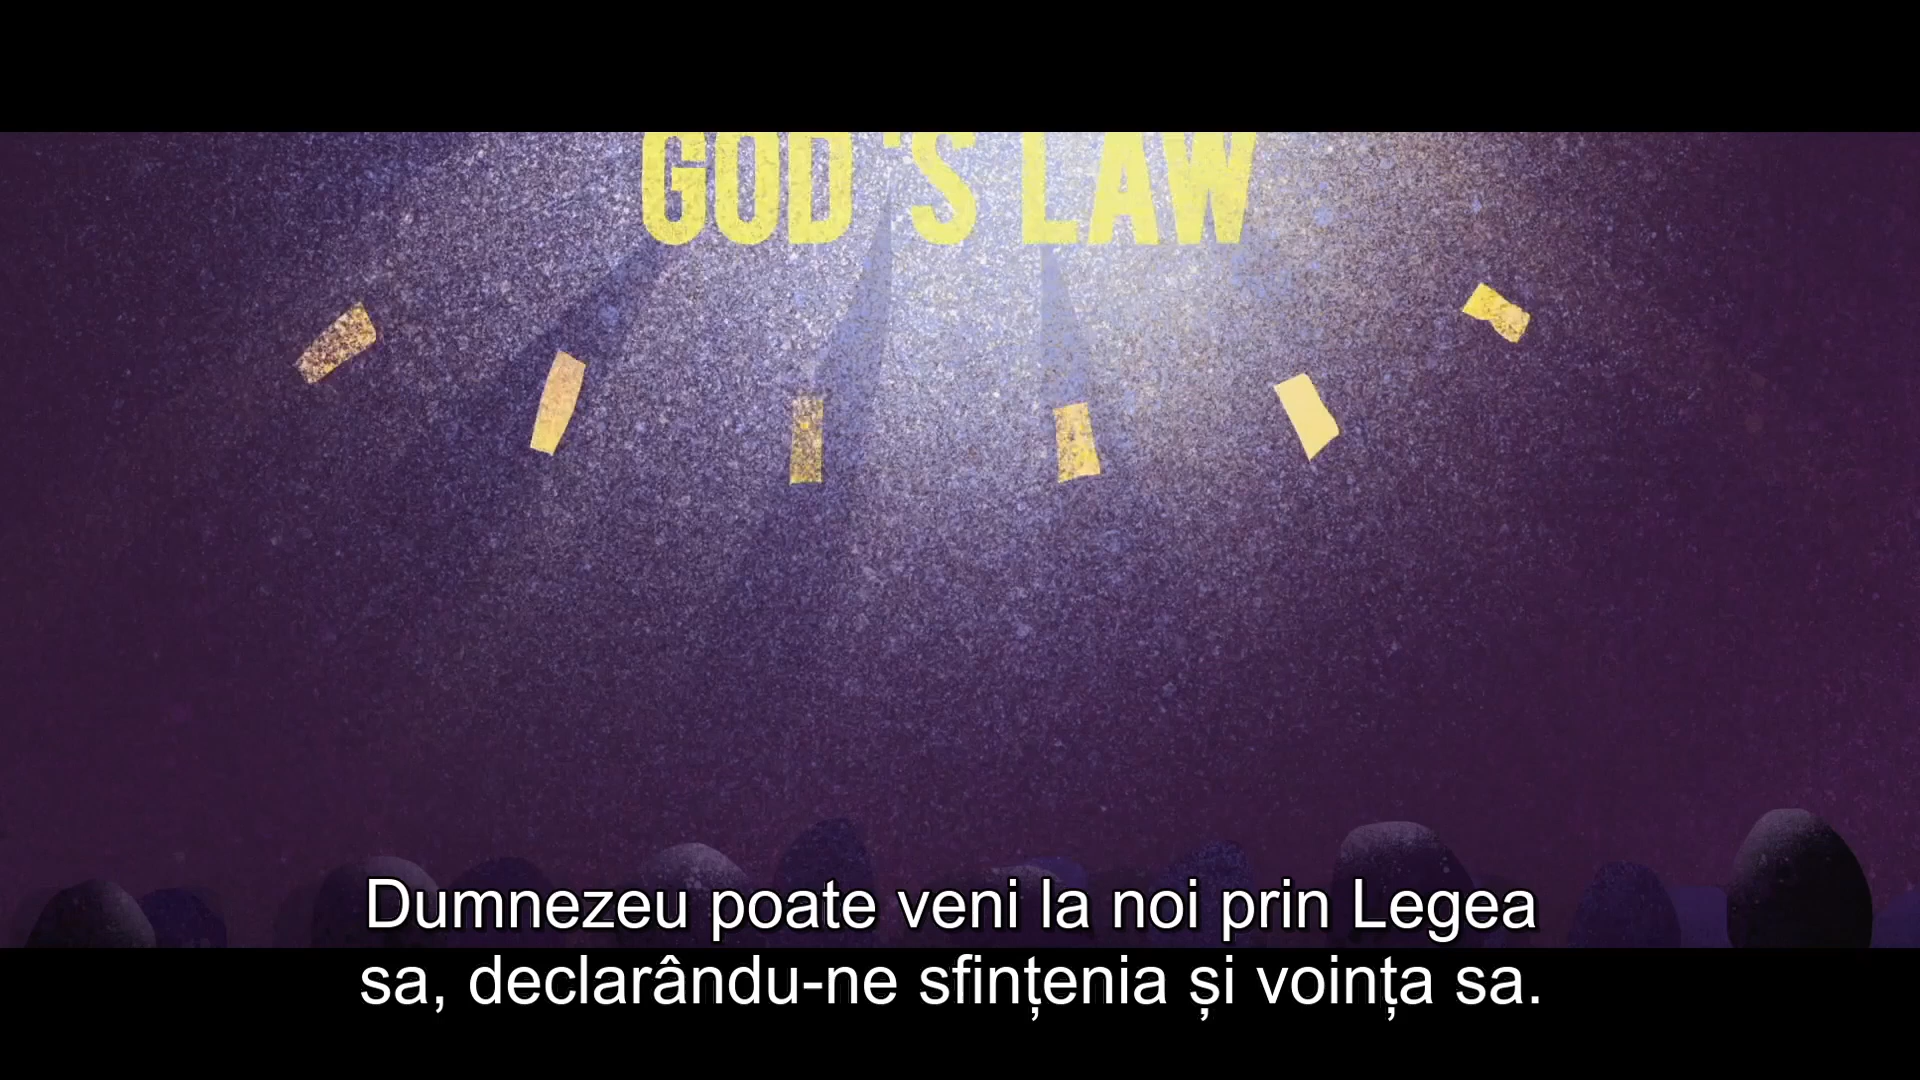 GOD'S LAW
Dumnezeu poate veni la noi prin Legea
sa, declarându-ne sfințenia și voința sa.